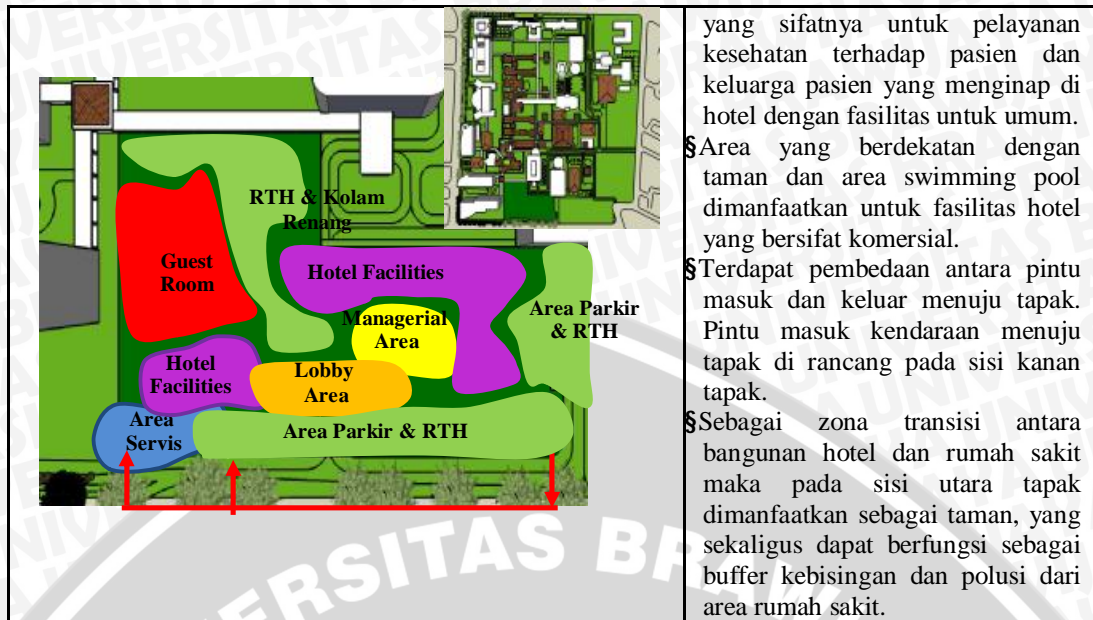 RTH & Kolam
Renang
Guest
Room
Hotel Facilities
Area Parkir
& RTH
Managerial
Area
Hotel
Facilities
Lobby
Area
Area
Servis
Area Parkir & RTH
yang sifatnya untuk pelayanan
kesehatan terhadap pasien dan
keluarga pasien yang menginap di
hotel dengan fasilitas untuk umum.
§Area yang berdekatan dengan
taman dan area swimming pool
dimanfaatkan untuk fasilitas hotel
yang bersifat komersial.
§Terdapat pembedaan antara pintu
masuk dan keluar menuju tapak.
Pintu masuk kendaraan menuju
tapak di rancang pada sisi kanan
tapak.
§Sebagai zona transisi antara
bangunan hotel dan rumah sakit
maka pada sisi utara tapak
dimanfaatkan sebagai taman, yang
sekaligus dapat berfungsi sebagai
buffer kebisingan dan polusi dari
area rumah sakit.
ERSITAS BRAW